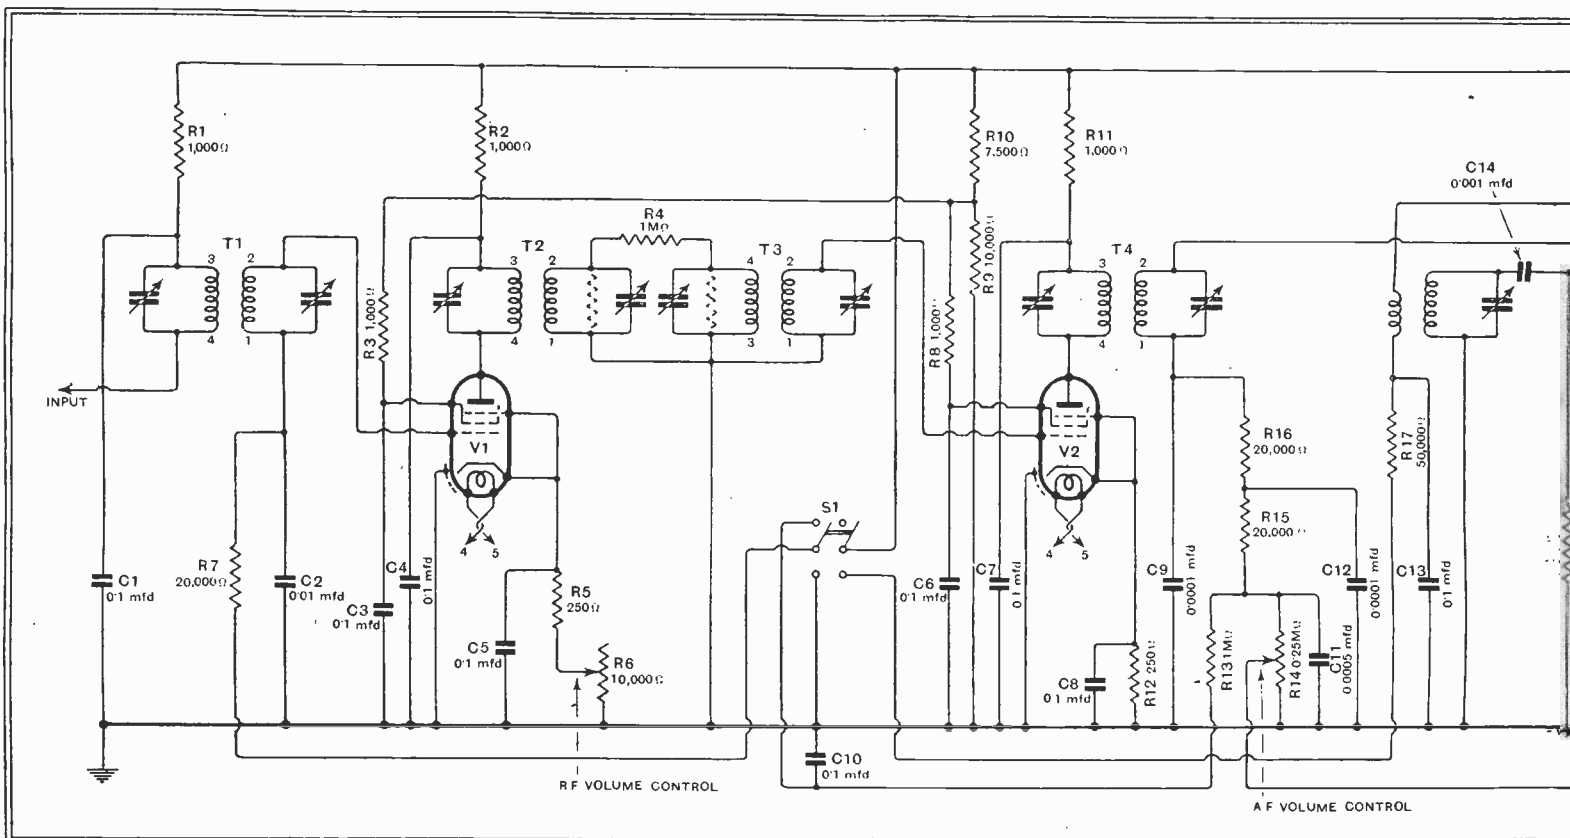 R1
1,000Ω
R2
1,000Ω
R10
7,500Ω
R11
1,000Ω
C14
0·001 mfd
R4
1MΩ
T1
T2
T3
T4
3
2
3
2
4
2
3
2
4
1
4
1
3
1
4
1
R3 1,000Ω
R9 10,000Ω
R8 1,000Ω
INPUT
V1
V2
R16
20,000Ω
R17
50,000Ω
S1
R15
20,000Ω
4
5
4
5
R7
20,000Ω
C1
0·1 mfd
C2
0·01 mfd
C3
0·1 mfd
C4
0·1 mfd
R5
250Ω
C5
0·1 mfd
R6
10,000Ω
C6
0·1 mfd
C7
0·1 mfd
C8
0·1 mfd
R12 250Ω
C9
0·0001 mfd
R13 1MΩ
R14 0·25MΩ
C11
0·0005 mfd
C12
0·0001 mfd
C13
0·1 mfd
C10
0·1 mfd
RF VOLUME CONTROL
AF VOLUME CONTROL